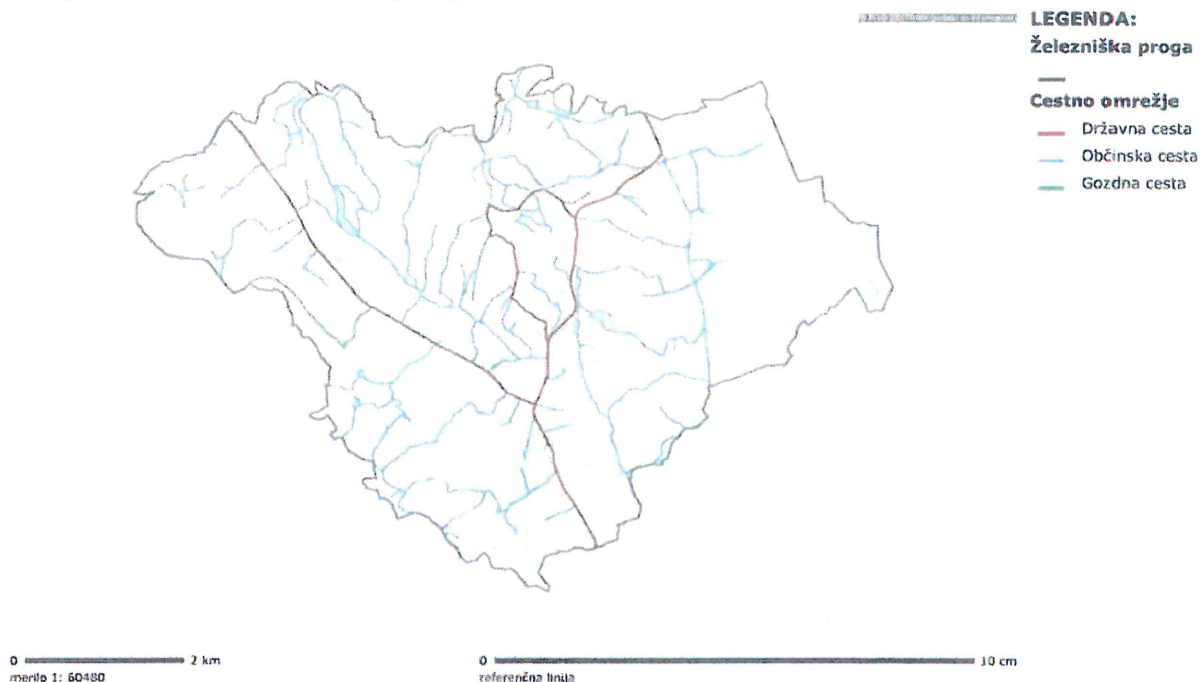 LEGENDA:
Železniška proga
Cestno omrežje
Državna cesta
Občinska cesta
Gozdna cesta
0 2 km
merilo 1: 60480
0 10 cm
referenčna linija